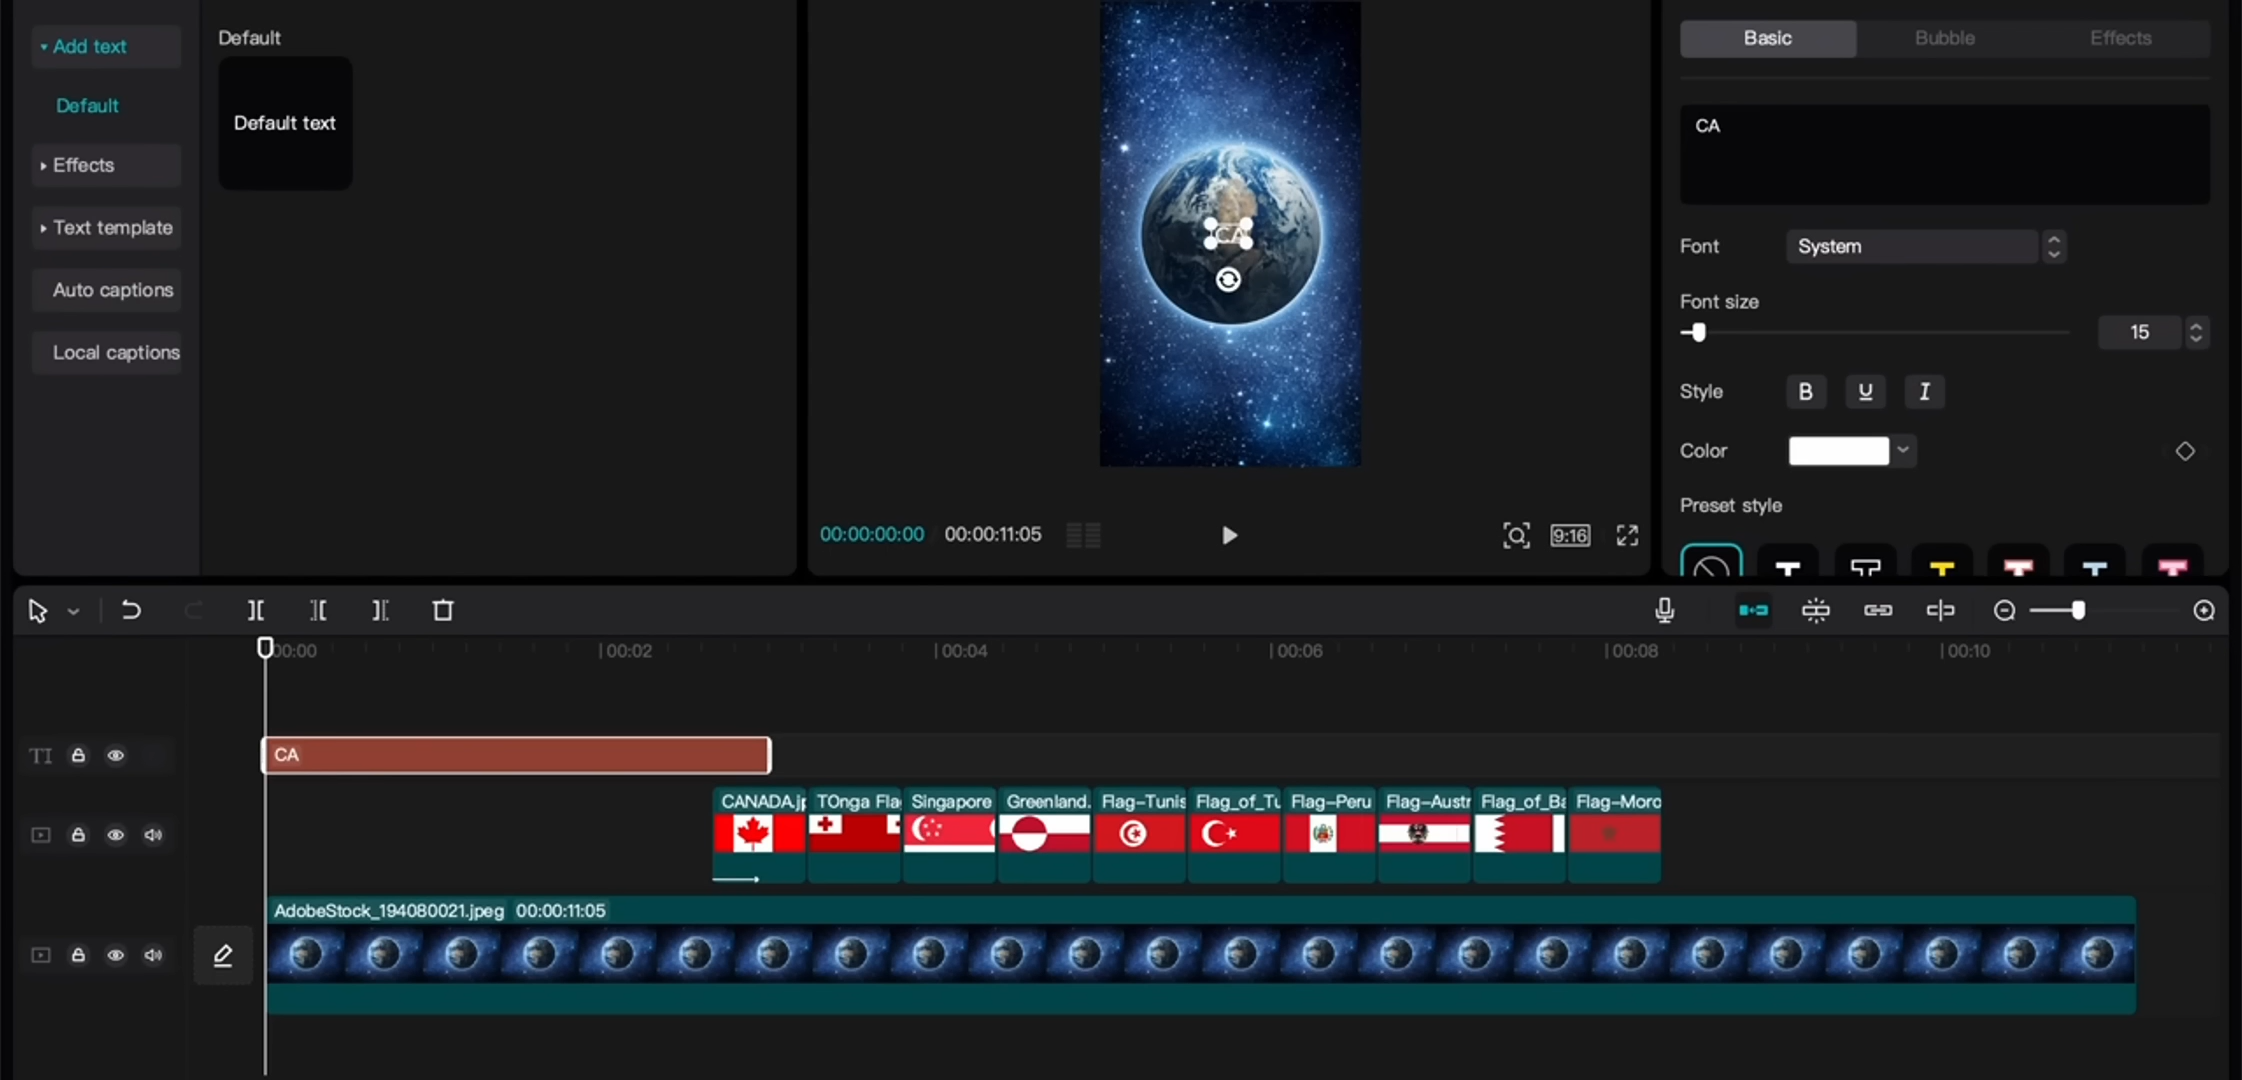 Add text
Default
Effects
Text template
Auto captions
Local captions
Default
Default text
CA
00:00:00:00 00:00:11:05
9:16
Basic Bubble Effects
CA
Font System
Font size
15
Style B U I
Color
Preset style
00:00 00:02 00:04 00:06 00:08 00:10
TI CA
CANADA.jp TOnga Fla Singapore Greenland. Flag-Tunis Flag_of_Tu Flag-Peru Flag-Austr Flag_of_Ba Flag-Moro
AdobeStock_194080021.jpeg 00:00:11:05